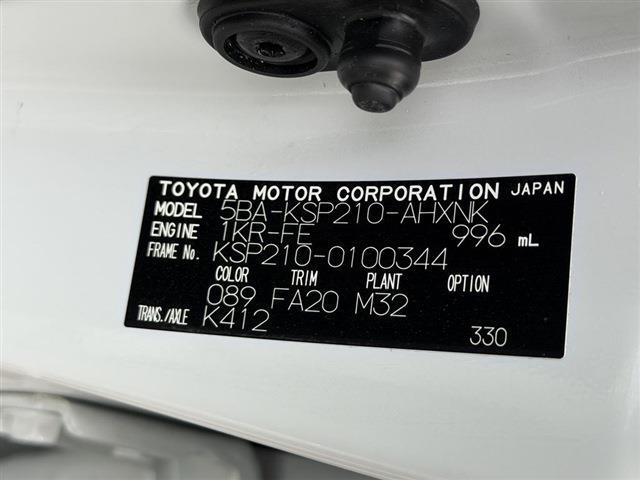 TOYOTA MOTOR CORPORATION JAPAN
MODEL 5BA-KSP210-AHXNK
ENGINE 1KR-FE 996 mL
FRAME No. KSP210-0100344
COLOR TRIM PLANT OPTION
089 FA20 M32
TRANS./AXLE K412 330